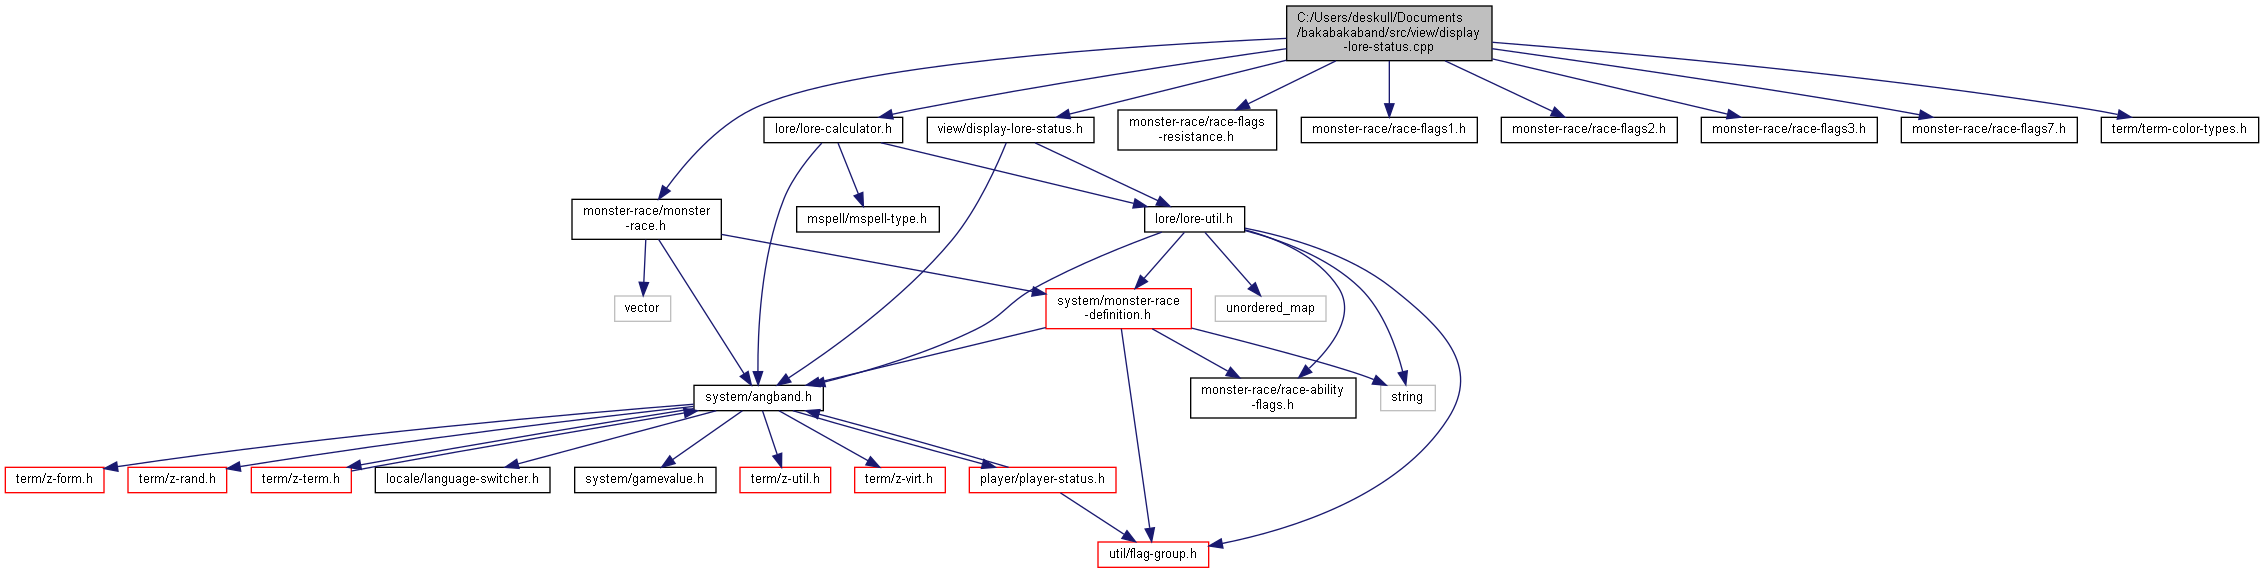 C:/Users/deskull/Documents
/bakabakaband/src/view/display
-lore-status.cpp
lore/lore-calculator.h
view/display-lore-status.h
monster-race/race-flags
-resistance.h
monster-race/race-flags1.h
monster-race/race-flags2.h
monster-race/race-flags3.h
monster-race/race-flags7.h
term/term-color-types.h
monster-race/monster
-race.h
mspell/mspell-type.h
lore/lore-util.h
vector
system/monster-race
-definition.h
unordered_map
system/angband.h
monster-race/race-ability
-flags.h
string
term/z-form.h
term/z-rand.h
term/z-term.h
locale/language-switcher.h
system/gamevalue.h
term/z-util.h
term/z-virt.h
player/player-status.h
util/flag-group.h